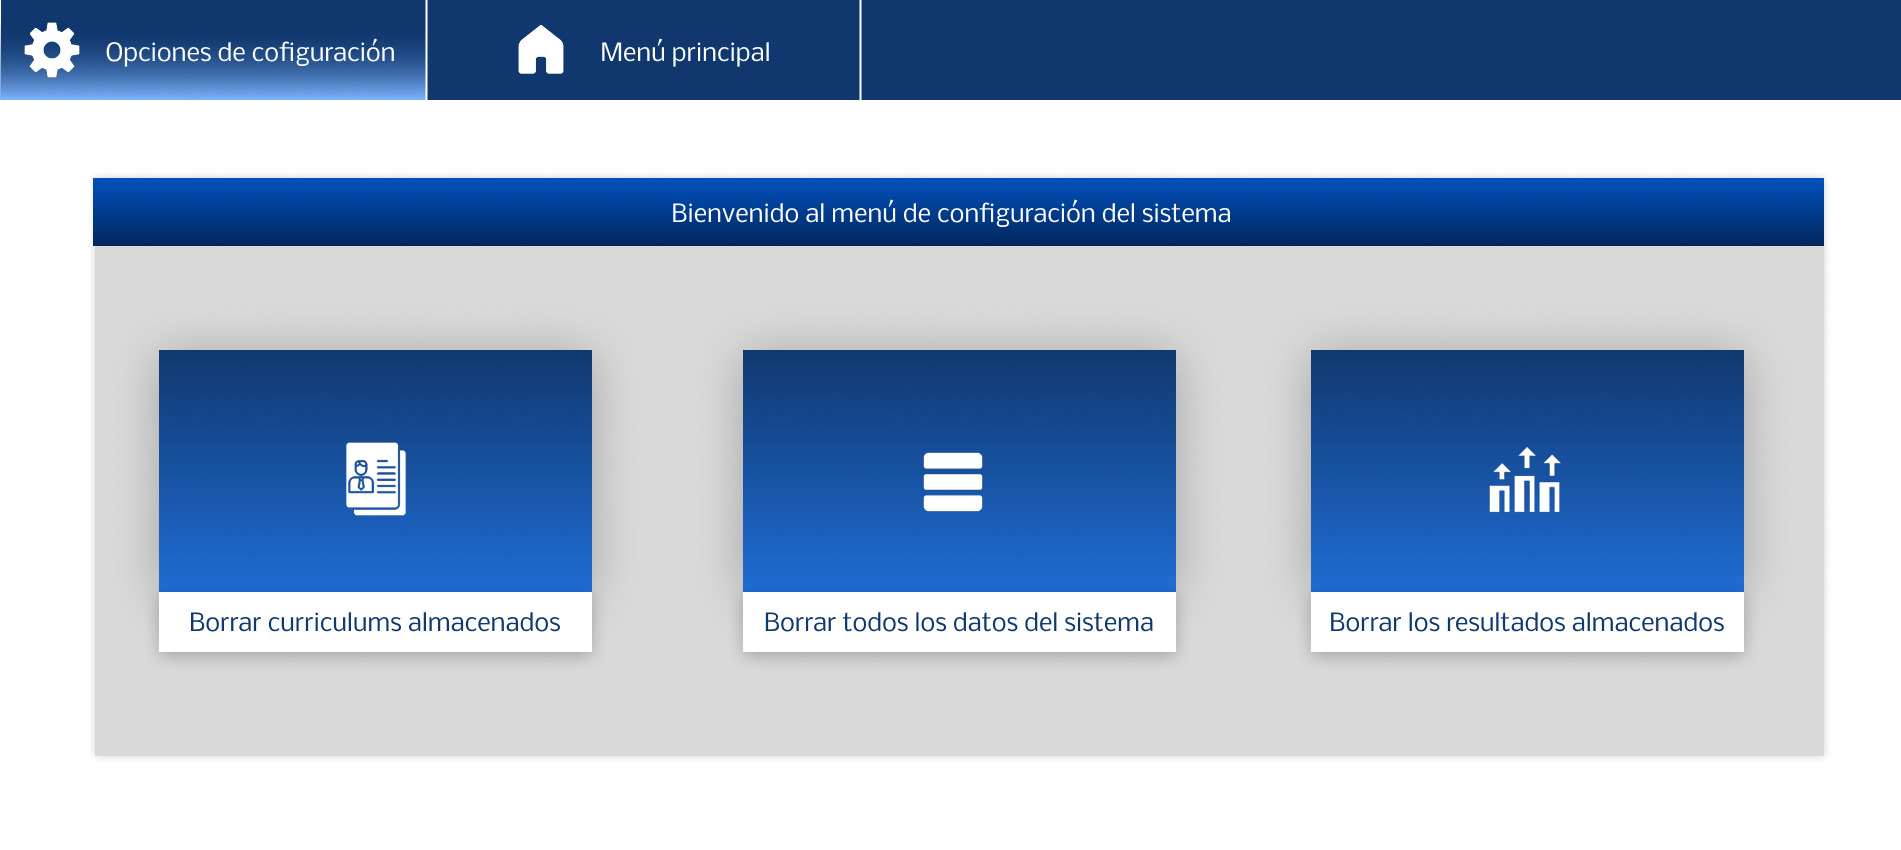 Opciones de cofiguración
Menú principal
Bienvenido al menú de configuración del sistema
Borrar curriculums almacenados
Borrar todos los datos del sistema
Borrar los resultados almacenados